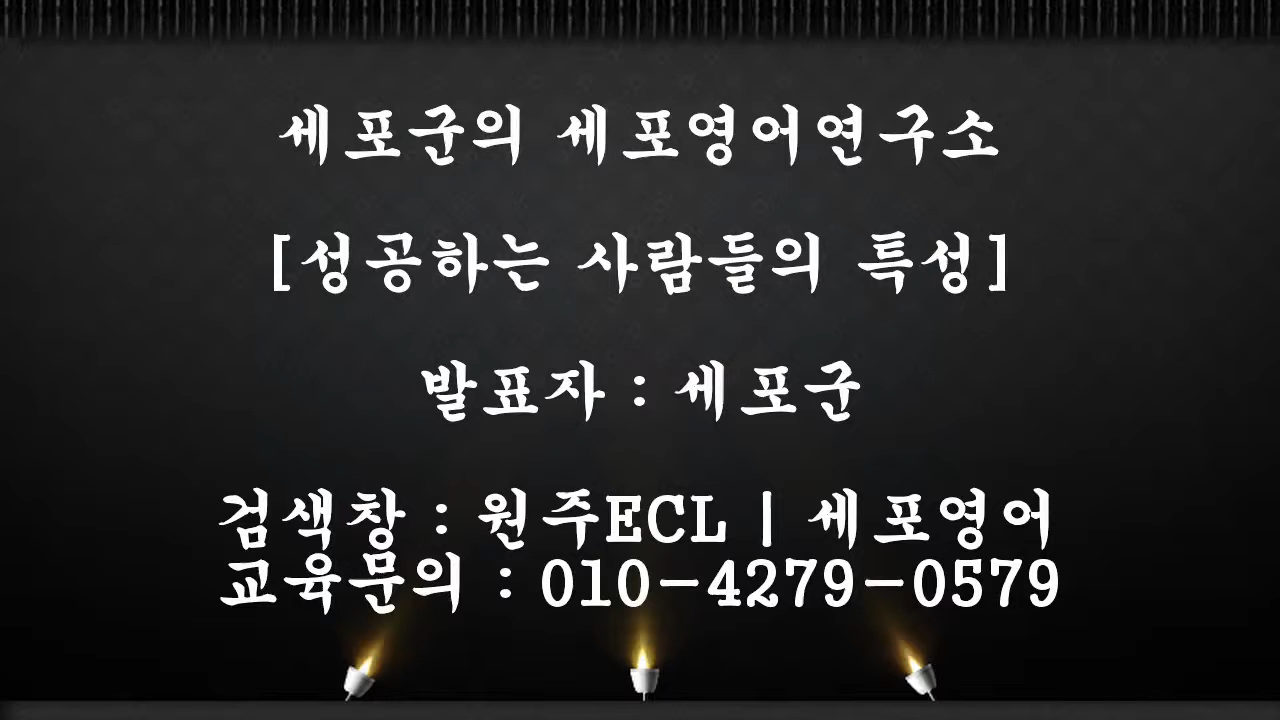 세포군의 세포영어연구소
[성공하는 사람들의 특성]
발표자 : 세포군
검색창 : 원주ECL | 세포영어
교육문의 : 010-4279-0579